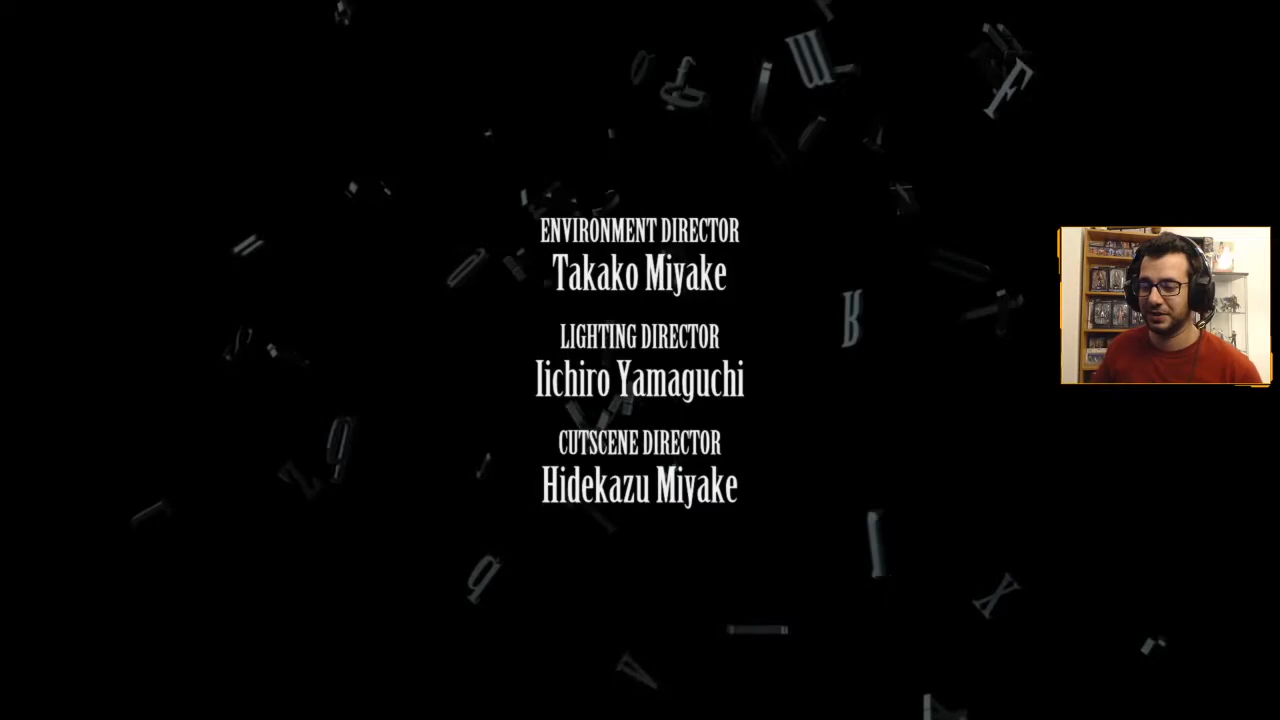 ENVIRONMENT DIRECTOR
Takako Miyake
LIGHTING DIRECTOR
Iichiro Yamaguchi
CUTSCENE DIRECTOR
Hidekazu Miyake